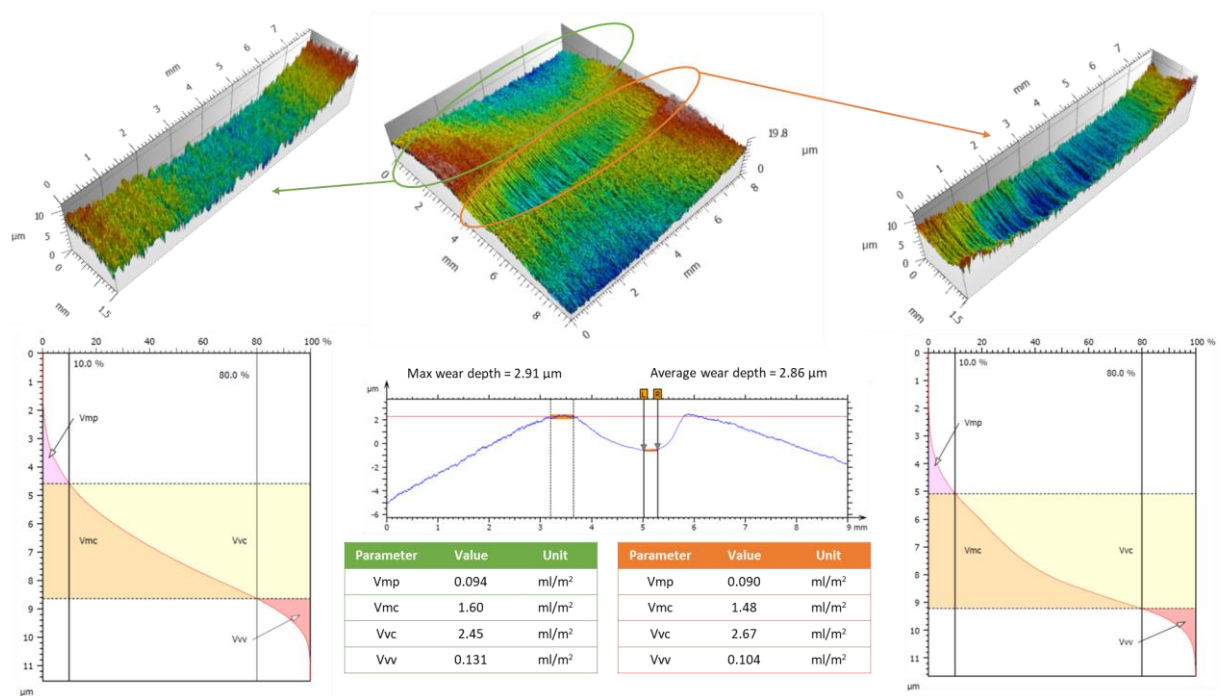 0 1 2 3 4 5 6 7
mm
10
5
0
µm
0
1.5
mm
19.8
0
µm
0 2 4 6 8
mm
0 2 4 6 8
mm
0 1 2 3 4 5 6 7
mm
10
5
0
µm
0
1.5
mm
0 20 40 60 80 100 %
10.0 %
80.0 %
Vmp
Vmc
Vvc
Vvv
0
1
2
3
4
5
6
7
8
9
10
11
µm
Max wear depth = 2.91 µm
Average wear depth = 2.86 µm
µm
2
0
-2
-4
-6
0 1 2 3 4 5 6 7 8 9 mm
Parameter Value Unit
Vmp 0.094 ml/m²
Vmc 1.60 ml/m²
Vvc 2.45 ml/m²
Vvv 0.131 ml/m²
Parameter Value Unit
Vmp 0.090 ml/m²
Vmc 1.48 ml/m²
Vvc 2.67 ml/m²
Vvv 0.104 ml/m²
0 20 40 60 80 100 %
10.0 %
80.0 %
Vmp
Vmc
Vvc
Vvv
0
1
2
3
4
5
6
7
8
9
10
11
µm